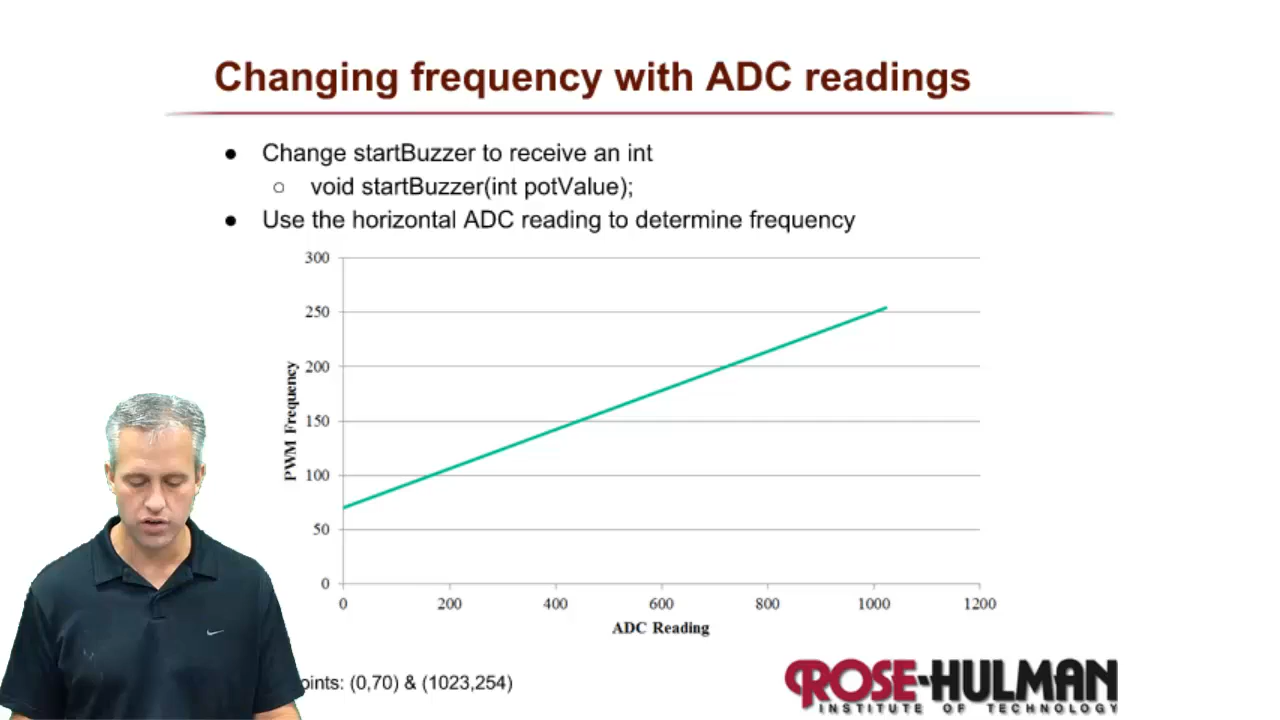 Changing frequency with ADC readings
● Change startBuzzer to receive an int
○ void startBuzzer(int potValue);
● Use the horizontal ADC reading to determine frequency
300
250
200
150
100
50
0
PWM Frequency
0 200 400 600 800 1000 1200
ADC Reading
(0,70) & (1023,254)
ROSE-HULMAN
INSTITUTE OF TECHNOLOGY